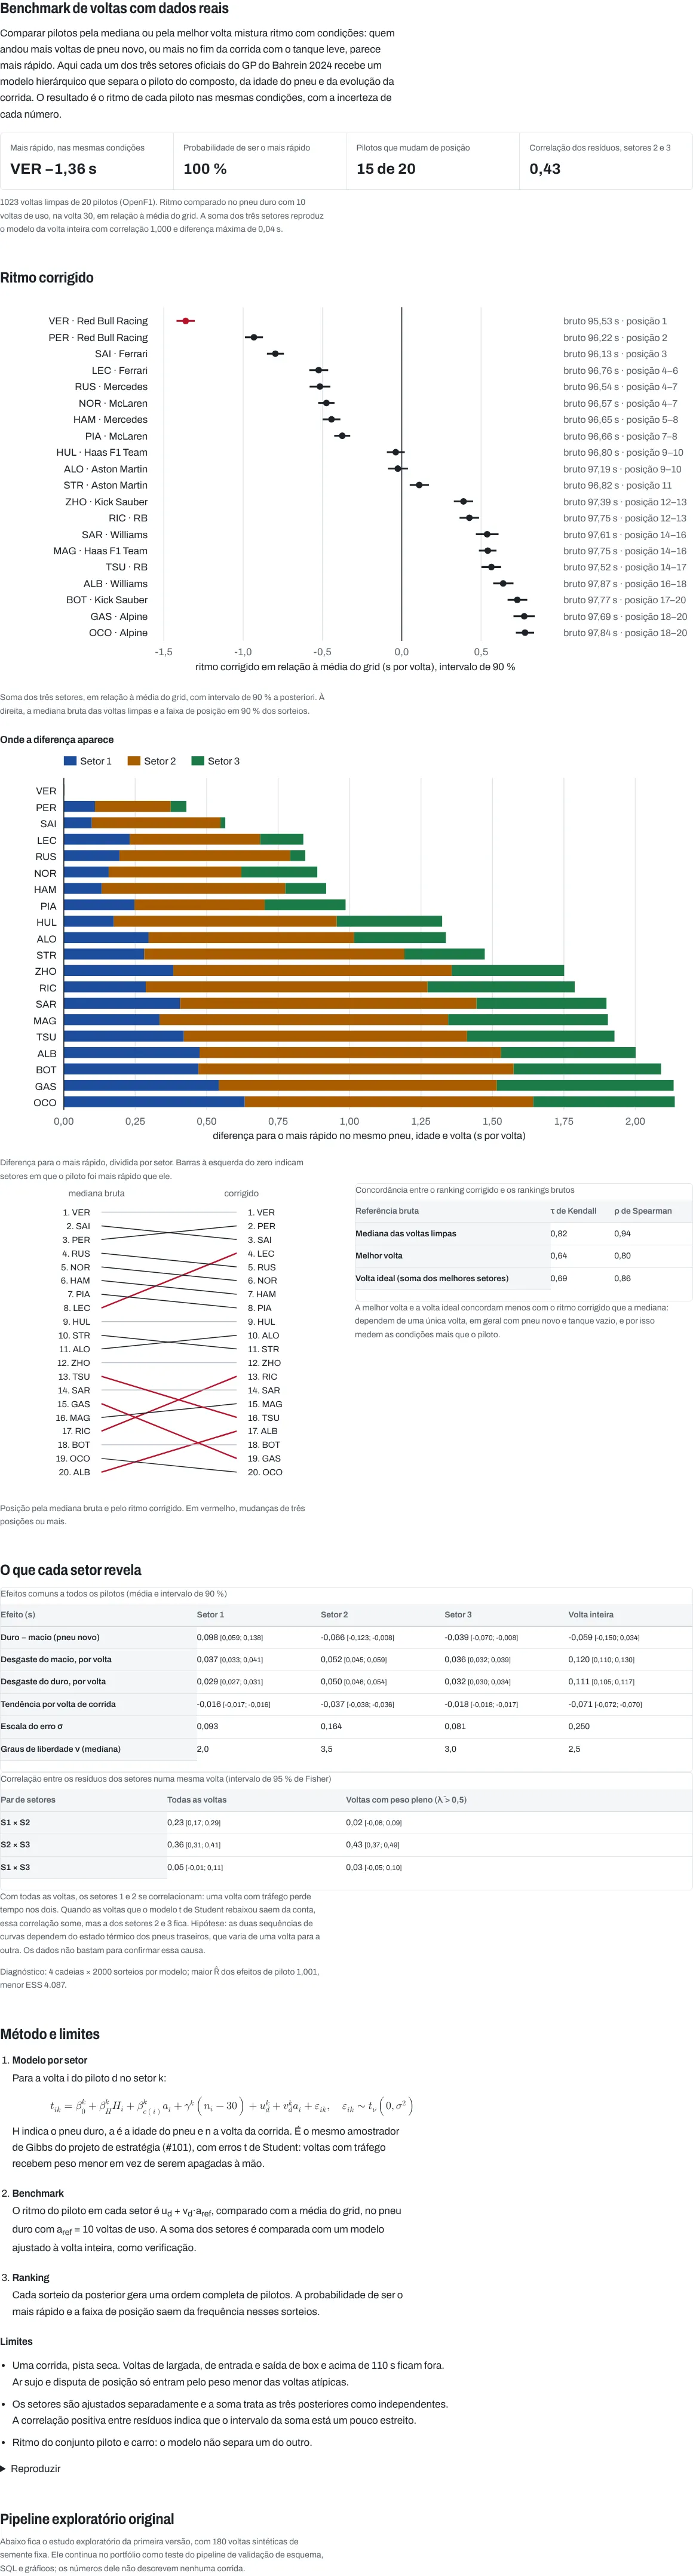 Benchmark de voltas com dados reais
Comparar pilotos pela mediana ou pela melhor volta mistura ritmo com condições: quem
andou mais voltas de pneu novo, ou mais no fim da corrida com o tanque leve, parece
mais rápido. Aqui cada um dos três setores oficiais do GP do Bahrein 2024 recebe um
modelo hierárquico que separa o piloto do composto, da idade do pneu e da evolução da
corrida. O resultado é o ritmo de cada piloto nas mesmas condições, com a incerteza de
cada número.
Mais rápido, nas mesmas condições
VER −1,36 s
Probabilidade de ser o mais rápido
100 %
Pilotos que mudam de posição
15 de 20
Correlação dos resíduos, setores 2 e 3
0,43
1023 voltas limpas de 20 pilotos (OpenF1). Ritmo comparado no pneu duro com 10
voltas de uso, na volta 30, em relação à média do grid. A soma dos três setores reproduz
o modelo da volta inteira com correlação 1,000 e diferença máxima de 0,04 s.
Ritmo corrigido
VER · Red Bull Racing bruto 95,53 s · posição 1
PER · Red Bull Racing bruto 96,22 s · posição 2
SAI · Ferrari bruto 96,13 s · posição 3
LEC · Ferrari bruto 96,76 s · posição 4–6
RUS · Mercedes bruto 96,54 s · posição 4–7
NOR · McLaren bruto 96,57 s · posição 4–7
HAM · Mercedes bruto 96,65 s · posição 5–8
PIA · McLaren bruto 96,66 s · posição 7–8
HUL · Haas F1 Team bruto 96,80 s · posição 9–10
ALO · Aston Martin bruto 97,19 s · posição 9–10
STR · Aston Martin bruto 96,82 s · posição 11
ZHO · Kick Sauber bruto 97,39 s · posição 12–13
RIC · RB bruto 97,75 s · posição 12–13
SAR · Williams bruto 97,61 s · posição 14–16
MAG · Haas F1 Team bruto 97,75 s · posição 14–16
TSU · RB bruto 97,52 s · posição 14–17
ALB · Williams bruto 97,87 s · posição 16–18
BOT · Kick Sauber bruto 97,77 s · posição 17–20
GAS · Alpine bruto 97,69 s · posição 18–20
OCO · Alpine bruto 97,84 s · posição 18–20
-1,5 -1,0 -0,5 0,0 0,5
ritmo corrigido em relação à média do grid (s por volta), intervalo de 90 %
Soma dos três setores, em relação à média do grid, com intervalo de 90 % a posteriori. À
direita, a mediana bruta das voltas limpas e a faixa de posição em 90 % dos sorteios.
Onde a diferença aparece
Setor 1 Setor 2 Setor 3
VER
PER
SAI
LEC
RUS
NOR
HAM
PIA
HUL
ALO
STR
ZHO
RIC
SAR
MAG
TSU
ALB
BOT
GAS
OCO
0,00 0,25 0,50 0,75 1,00 1,25 1,50 1,75 2,00
diferença para o mais rápido no mesmo pneu, idade e volta (s por volta)
Diferença para o mais rápido, dividida por setor. Barras à esquerda do zero indicam
setores em que o piloto foi mais rápido que ele.
mediana bruta corrigido
1. VER 1. VER
2. SAI 2. PER
3. PER 3. SAI
4. RUS 4. LEC
5. NOR 5. RUS
6. HAM 6. NOR
7. PIA 7. HAM
8. LEC 8. PIA
9. HUL 9. HUL
10. STR 10. ALO
11. ALO 11. STR
12. ZHO 12. ZHO
13. TSU 13. RIC
14. SAR 14. SAR
15. GAS 15. MAG
16. MAG 16. TSU
17. RIC 17. ALB
18. BOT 18. BOT
19. OCO 19. GAS
20. ALB 20. OCO
Posição pela mediana bruta e pelo ritmo corrigido. Em vermelho, mudanças de três
posições ou mais.
Concordância entre o ranking corrigido e os rankings brutos
Referência bruta τ de Kendall ρ de Spearman
Mediana das voltas limpas 0,82 0,94
Melhor volta 0,64 0,80
Volta ideal (soma dos melhores setores) 0,69 0,86
A melhor volta e a volta ideal concordam menos com o ritmo corrigido que a mediana:
dependem de uma única volta, em geral com pneu novo e tanque vazio, e por isso
medem as condições mais que o piloto.
O que cada setor revela
Efeitos comuns a todos os pilotos (média e intervalo de 90 %)
Efeito (s) Setor 1 Setor 2 Setor 3 Volta inteira
Duro − macio (pneu novo) 0,098 [0,059; 0,138] -0,066 [-0,123; -0,008] -0,039 [-0,070; -0,008] -0,059 [-0,150; 0,034]
Desgaste do macio, por volta 0,037 [0,033; 0,041] 0,052 [0,045; 0,059] 0,036 [0,032; 0,039] 0,120 [0,110; 0,130]
Desgaste do duro, por volta 0,029 [0,027; 0,031] 0,050 [0,046; 0,054] 0,032 [0,030; 0,034] 0,111 [0,105; 0,117]
Tendência por volta de corrida -0,016 [-0,017; -0,016] -0,037 [-0,038; -0,036] -0,018 [-0,018; -0,017] -0,071 [-0,072; -0,070]
Escala do erro σ 0,093 0,164 0,081 0,250
Graus de liberdade ν (mediana) 2,0 3,5 3,0 2,5
Correlação entre os resíduos dos setores numa mesma volta (intervalo de 95 % de Fisher)
Par de setores Todas as voltas Voltas com peso pleno (λ̄ > 0,5)
S1 × S2 0,23 [0,17; 0,29] 0,02 [-0,06; 0,09]
S2 × S3 0,36 [0,31; 0,41] 0,43 [0,37; 0,49]
S1 × S3 0,05 [-0,01; 0,11] 0,03 [-0,05; 0,10]
Com todas as voltas, os setores 1 e 2 se correlacionam: uma volta com tráfego perde
tempo nos dois. Quando as voltas que o modelo t de Student rebaixou saem da conta,
essa correlação some, mas a dos setores 2 e 3 fica. Hipótese: as duas sequências de
curvas dependem do estado térmico dos pneus traseiros, que varia de uma volta para a
outra. Os dados não bastam para confirmar essa causa.
Diagnóstico: 4 cadeias × 2000 sorteios por modelo; maior R̂ dos efeitos de piloto 1,001,
menor ESS 4.087.
Método e limites
1. Modelo por setor
Para a volta i do piloto d no setor k:
t_{ik} = β_0^k + β_H^k H_i + β_{c(i)}^k a_i + γ^k (n_i − 30) + u_d^k + v_d^k a_i + ε_{ik}, ε_{ik} ∼ t_ν (0, σ²)
H indica o pneu duro, a é a idade do pneu e n a volta da corrida. É o mesmo amostrador
de Gibbs do projeto de estratégia (#101), com erros t de Student: voltas com tráfego
recebem peso menor em vez de serem apagadas à mão.
2. Benchmark
O ritmo do piloto em cada setor é u_d + v_d·a_ref, comparado com a média do grid, no pneu
duro com a_ref = 10 voltas de uso. A soma dos setores é comparada com um modelo
ajustado à volta inteira, como verificação.
3. Ranking
Cada sorteio da posterior gera uma ordem completa de pilotos. A probabilidade de ser o
mais rápido e a faixa de posição saem da frequência nesses sorteios.
Limites
• Uma corrida, pista seca. Voltas de largada, de entrada e saída de box e acima de 110 s ficam fora.
Ar sujo e disputa de posição só entram pelo peso menor das voltas atípicas.
• Os setores são ajustados separadamente e a soma trata as três posteriores como independentes.
A correlação positiva entre resíduos indica que o intervalo da soma está um pouco estreito.
• Ritmo do conjunto piloto e carro: o modelo não separa um do outro.
▶ Reproduzir
Pipeline exploratório original
Abaixo fica o estudo exploratório da primeira versão, com 180 voltas sintéticas de
semente fixa. Ele continua no portfólio como teste do pipeline de validação de esquema,
SQL e gráficos; os números dele não descrevem nenhuma corrida.